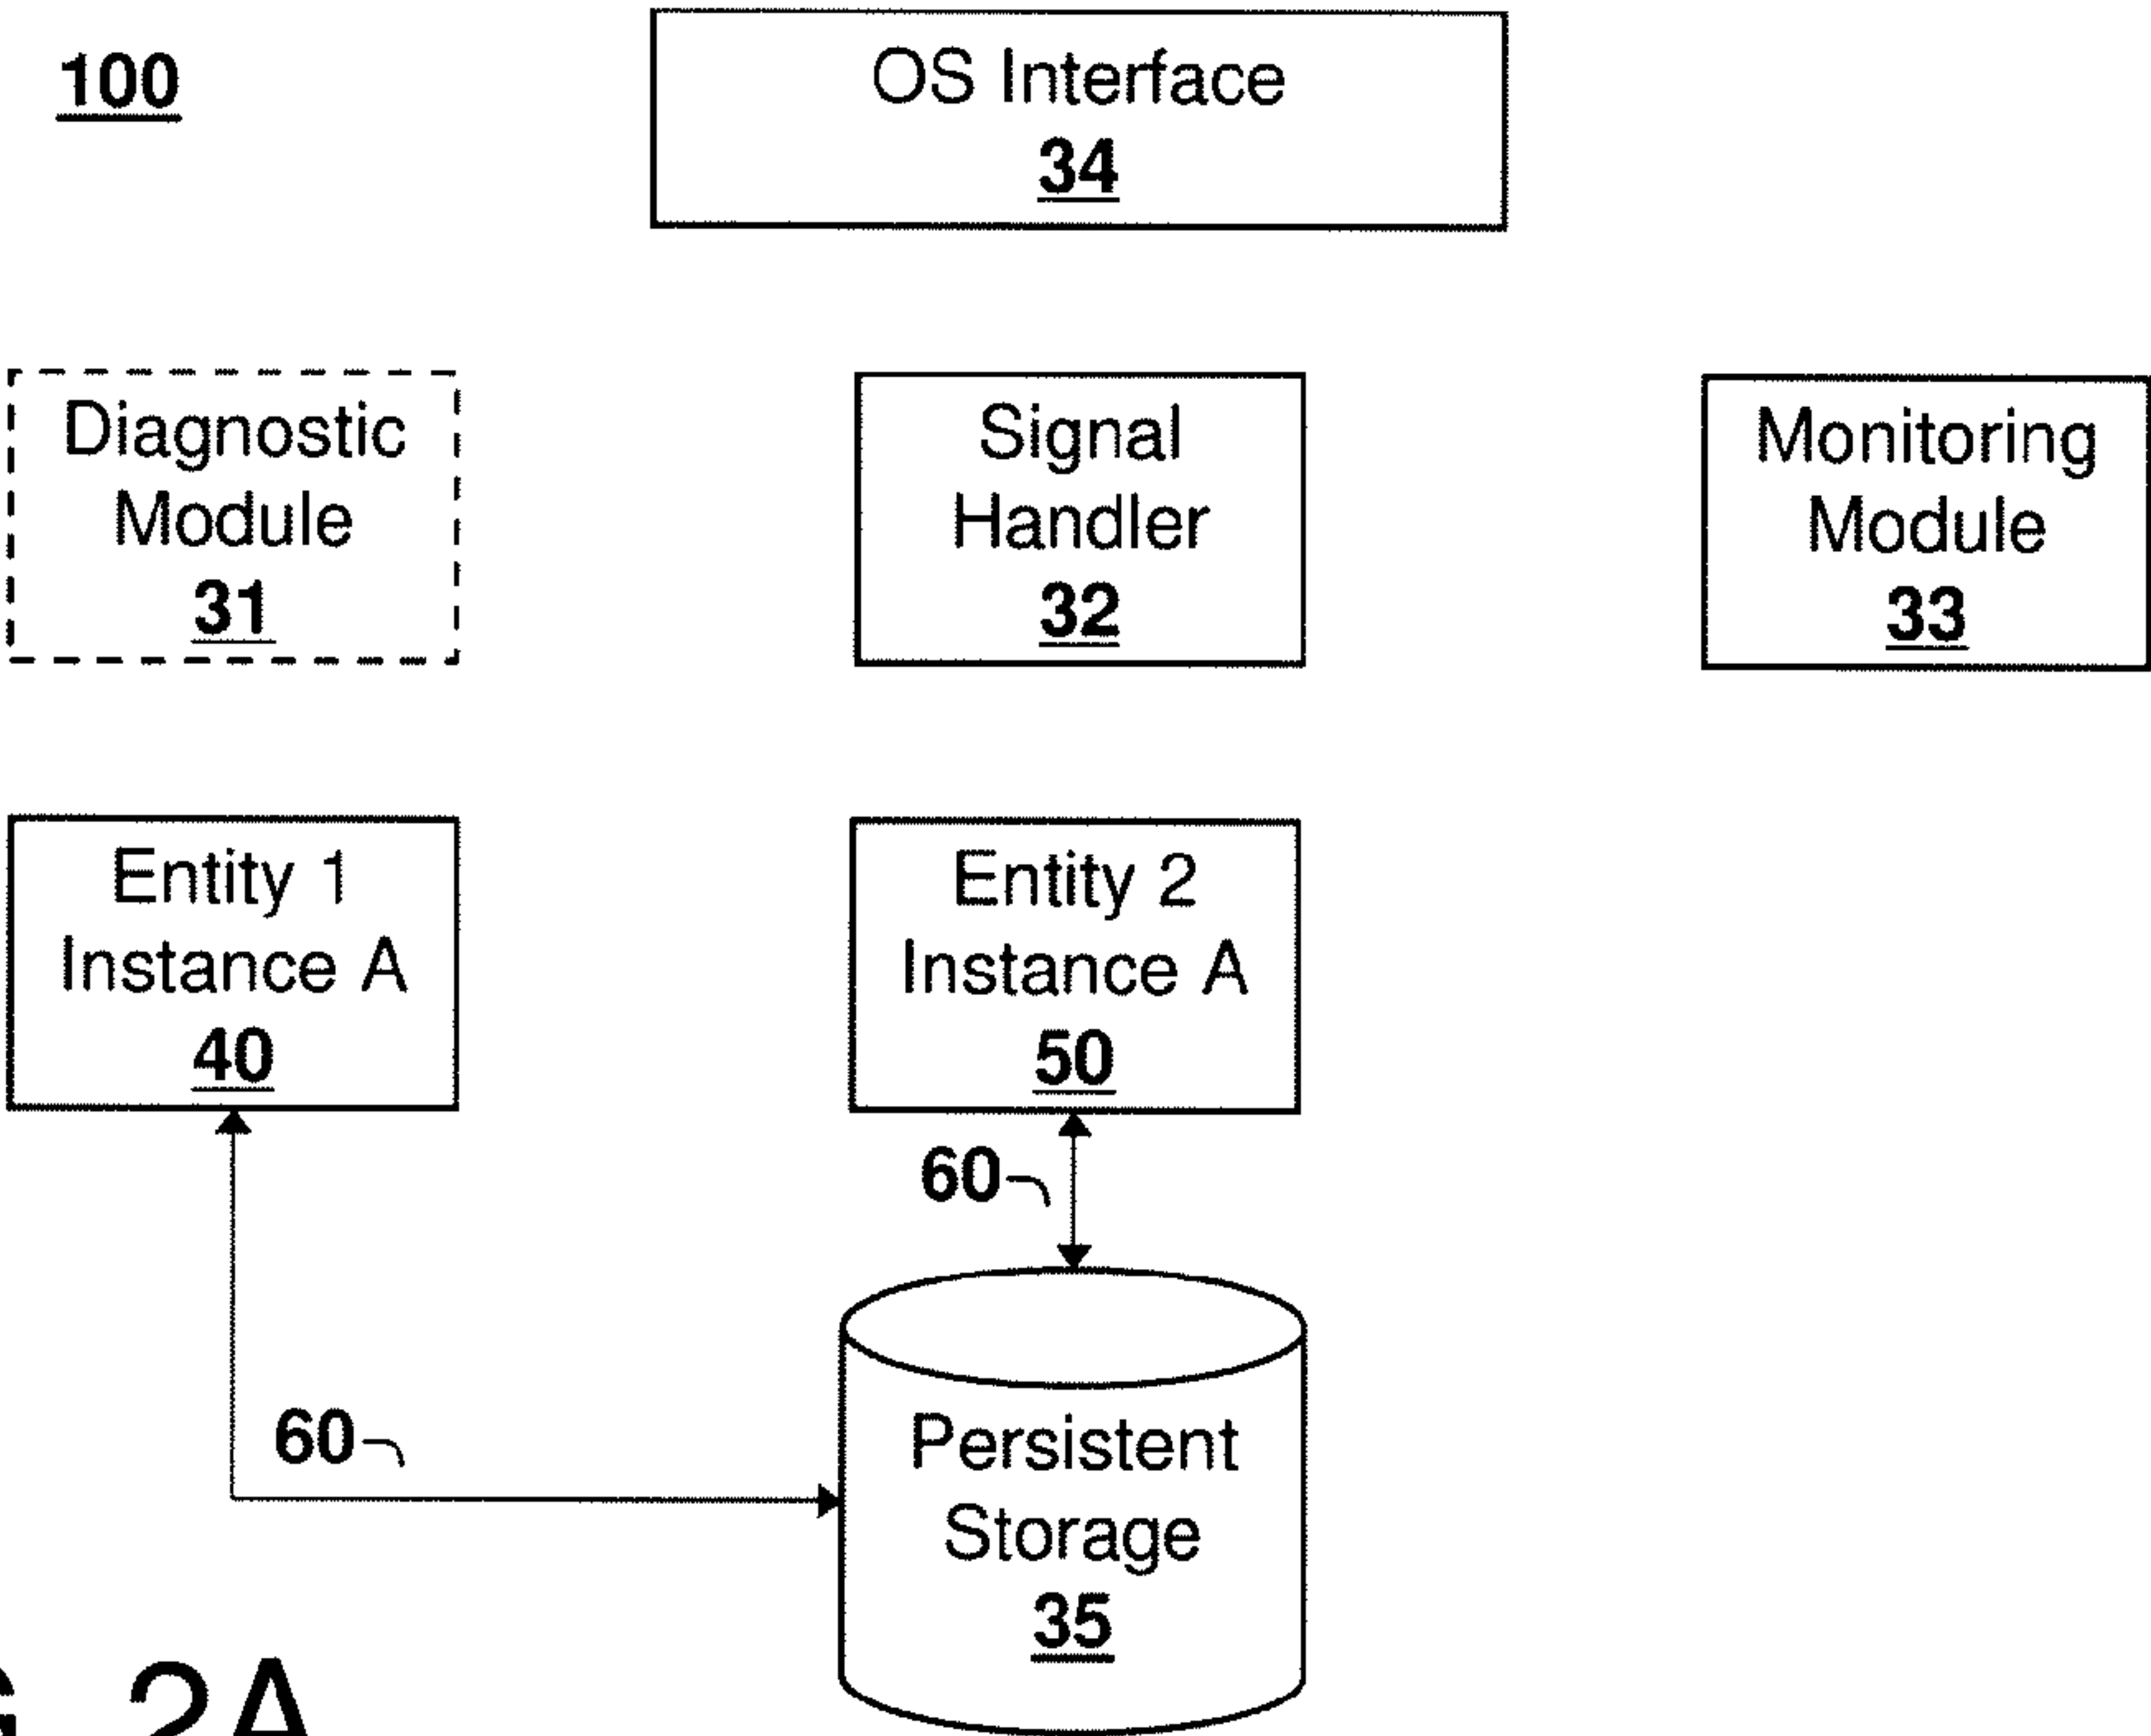 100
OS Interface
34
Diagnostic
Module
31
Signal
Handler
32
Monitoring
Module
33
Entity 1
Instance A
40
Entity 2
Instance A
50
60
60
Persistent
Storage
35
2A